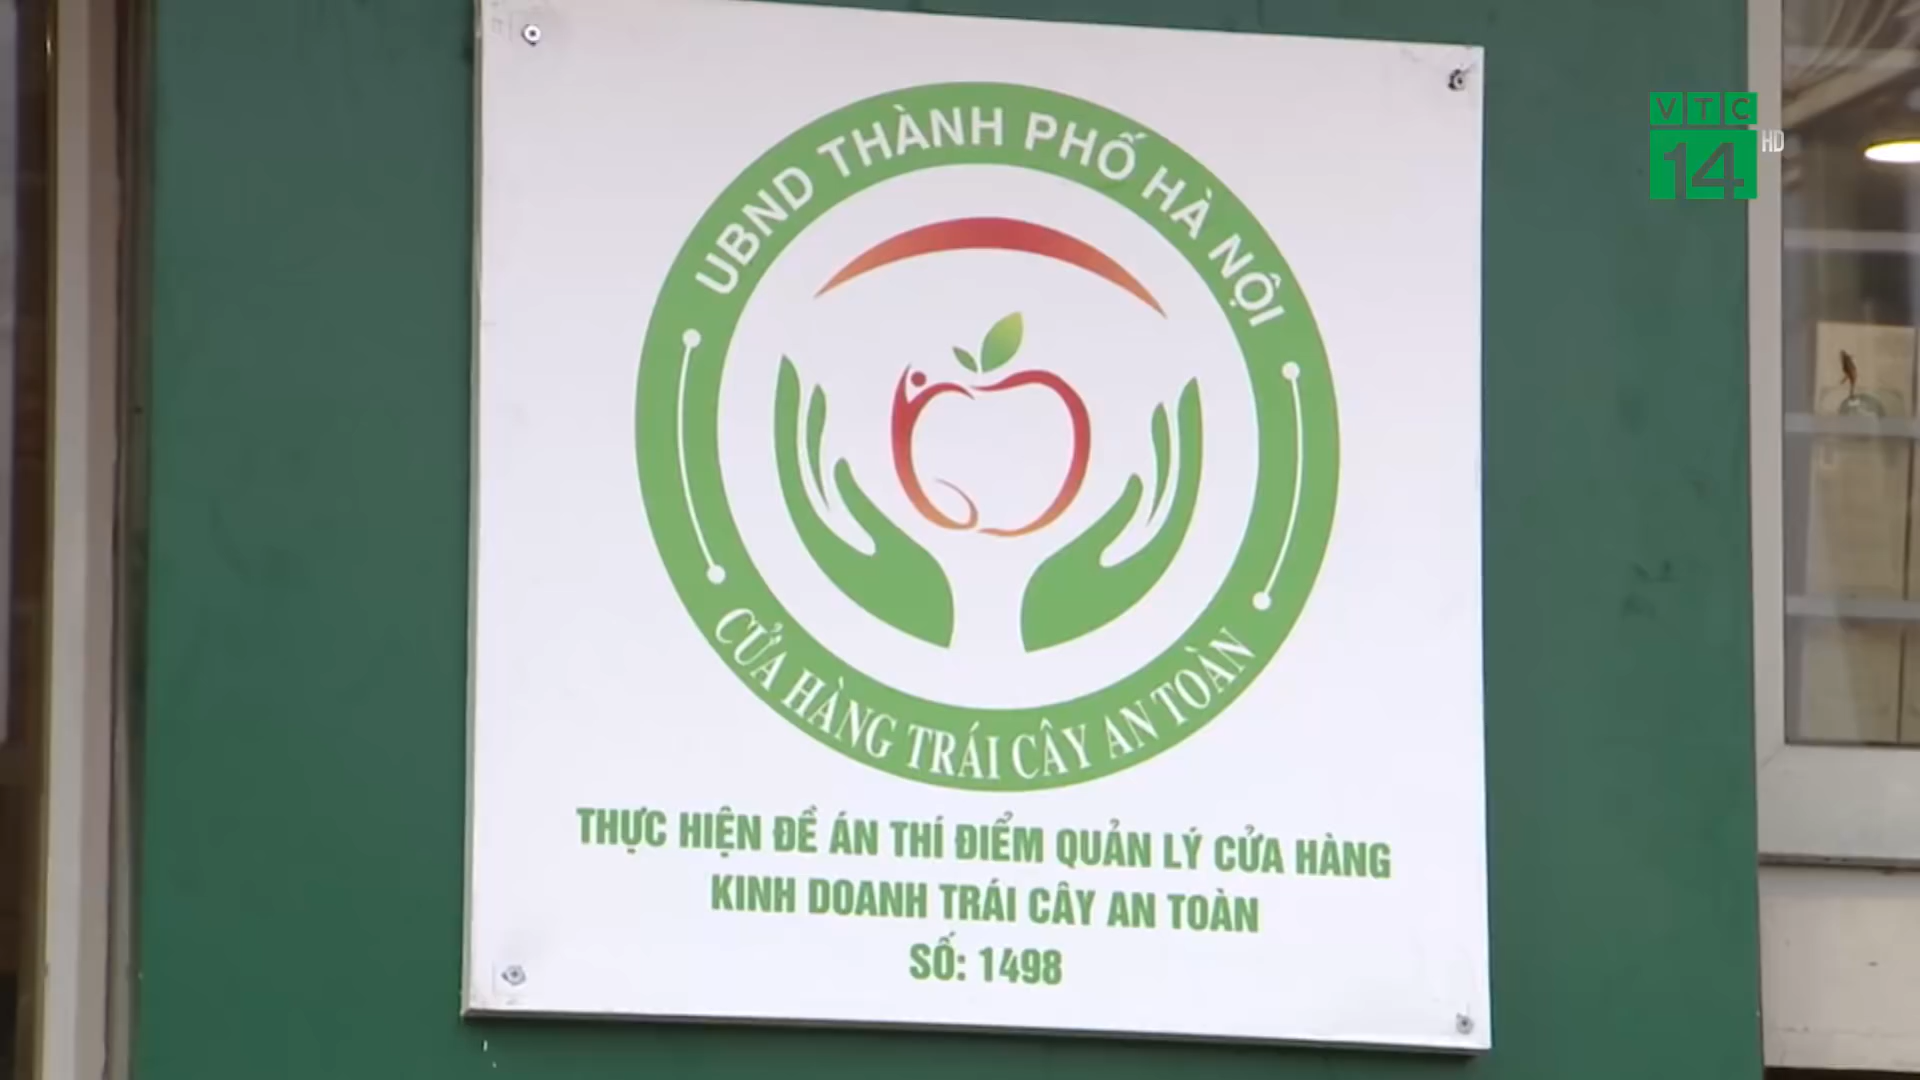 UBND THÀNH PHỐ HÀ NỘI
CỬA HÀNG TRÁI CÂY AN TOÀN
THỰC HIỆN ĐỀ ÁN THÍ ĐIỂM QUẢN LÝ CỬA HÀNG
KINH DOANH TRÁI CÂY AN TOÀN
SỐ: 1498
VTC
14 HD